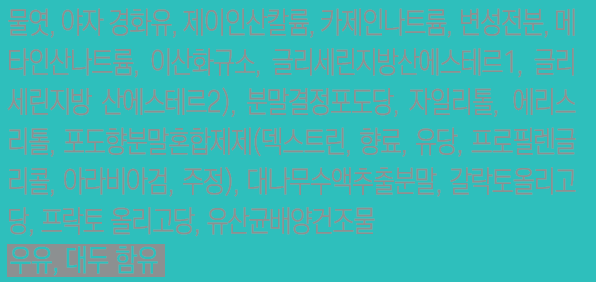 물엿, 야자 경화유, 제이인산칼륨, 카제인나트륨, 변성전분, 메
타인산나트륨, 이산화규소, 글리세린지방산에스테르1, 글리
세린지방 산에스테르2), 분말결정포도당, 자일리톨, 에리스
리톨, 포도향분말혼합제제(덱스트린, 향료, 유당, 프로필렌글
리콜, 아라비아검, 주정), 대나무수액추출분말, 갈락토올리고
당, 프락토 올리고당, 유산균배양건조물
우유, 대두 함유